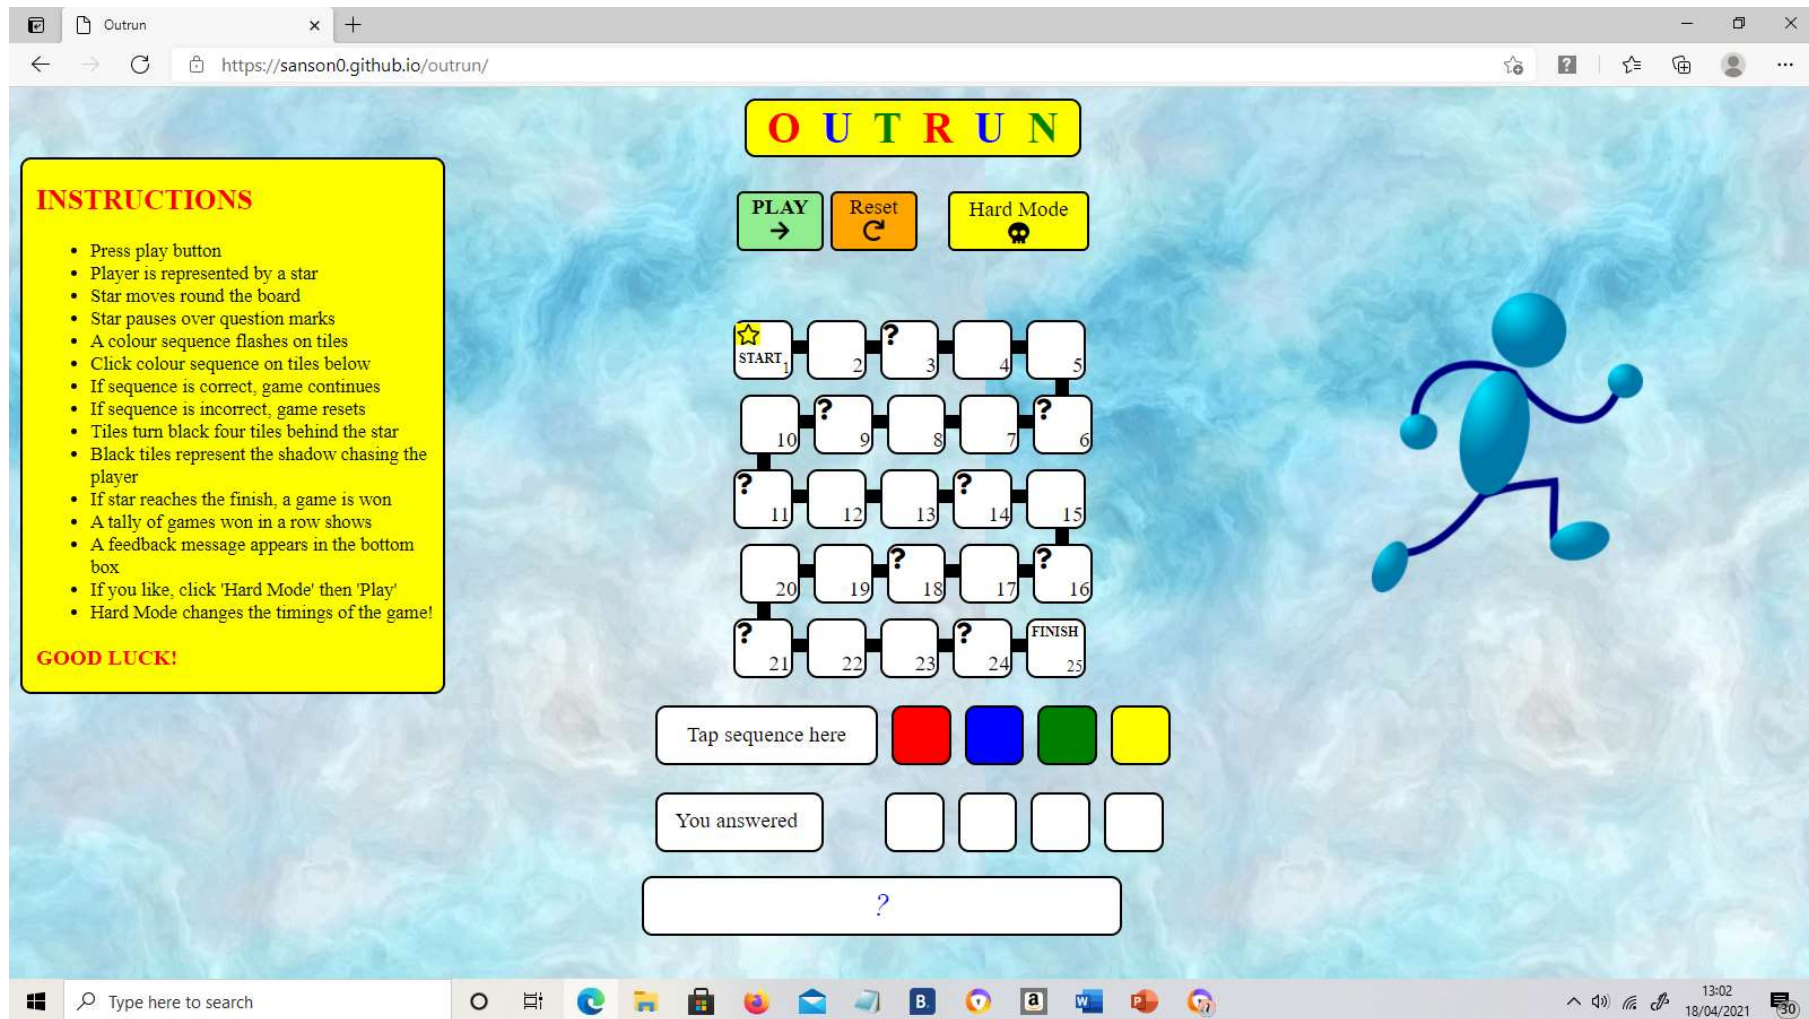 Outrun
https://sanson0.github.io/outrun/
OUTRUN
INSTRUCTIONS
• Press play button
• Player is represented by a star
• Star moves round the board
• Star pauses over question marks
• A colour sequence flashes on tiles
• Click colour sequence on tiles below
• If sequence is correct, game continues
• If sequence is incorrect, game resets
• Tiles turn black four tiles behind the star
• Black tiles represent the shadow chasing the
player
• If star reaches the finish, a game is won
• A tally of games won in a row shows
• A feedback message appears in the bottom
box
• If you like, click 'Hard Mode' then 'Play'
• Hard Mode changes the timings of the game!
GOOD LUCK!
PLAY Reset Hard Mode
START 1 2 ? 3 4 5
10 ? 9 8 7 ? 6
? 11 12 13 ? 14 15
20 19 ? 18 17 ? 16
? 21 22 23 ? 24 FINISH 25
Tap sequence here
You answered
?
Type here to search
B.
a
W
P
13:02
18/04/2021
30